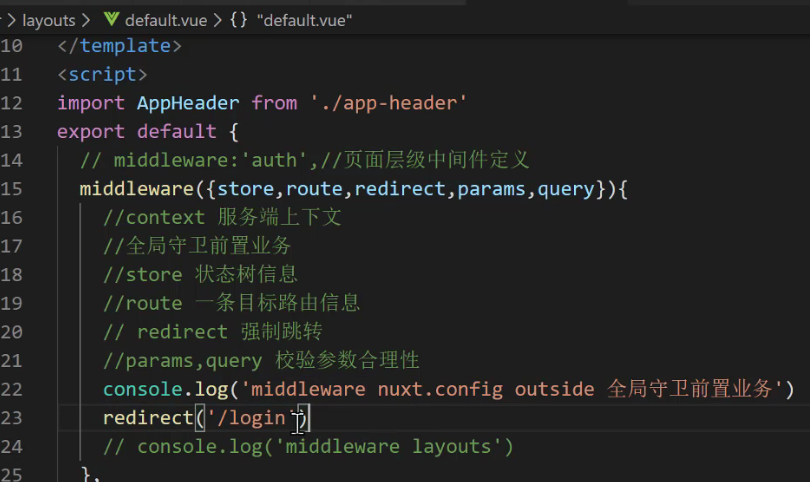 layouts > default.vue > {} "default.vue"
10 </template>
11 <script>
12 import AppHeader from './app-header'
13 export default {
14 // middleware:'auth',//页面层级中间件定义
15 middleware({store,route,redirect,params,query}){
16 //context 服务端上下文
17 //全局守卫前置业务
18 //store 状态树信息
19 //route 一条目标路由信息
20 // redirect 强制跳转
21 //params,query 校验参数合理性
22 console.log('middleware nuxt.config outside 全局守卫前置业务')
23 redirect('/login')
24 // console.log('middleware layouts')
25 },